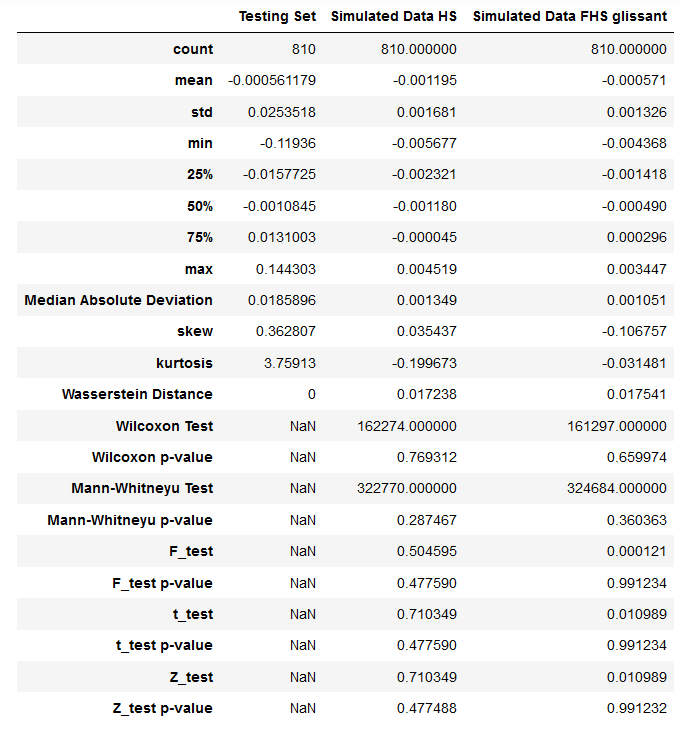 Testing Set Simulated Data HS Simulated Data FHS glissant
count 810 810.000000 810.000000
mean -0.000561179 -0.001195 -0.000571
std 0.0253518 0.001681 0.001326
min -0.11936 -0.005677 -0.004368
25% -0.0157725 -0.002321 -0.001418
50% -0.0010845 -0.001180 -0.000490
75% 0.0131003 -0.000045 0.000296
max 0.144303 0.004519 0.003447
Median Absolute Deviation 0.0185896 0.001349 0.001051
skew 0.362807 0.035437 -0.106757
kurtosis 3.75913 -0.199673 -0.031481
Wasserstein Distance 0 0.017238 0.017541
Wilcoxon Test NaN 162274.000000 161297.000000
Wilcoxon p-value NaN 0.769312 0.659974
Mann-Whitneyu Test NaN 322770.000000 324684.000000
Mann-Whitneyu p-value NaN 0.287467 0.360363
F_test NaN 0.504595 0.000121
F_test p-value NaN 0.477590 0.991234
t_test NaN 0.710349 0.010989
t_test p-value NaN 0.477590 0.991234
Z_test NaN 0.710349 0.010989
Z_test p-value NaN 0.477488 0.991232